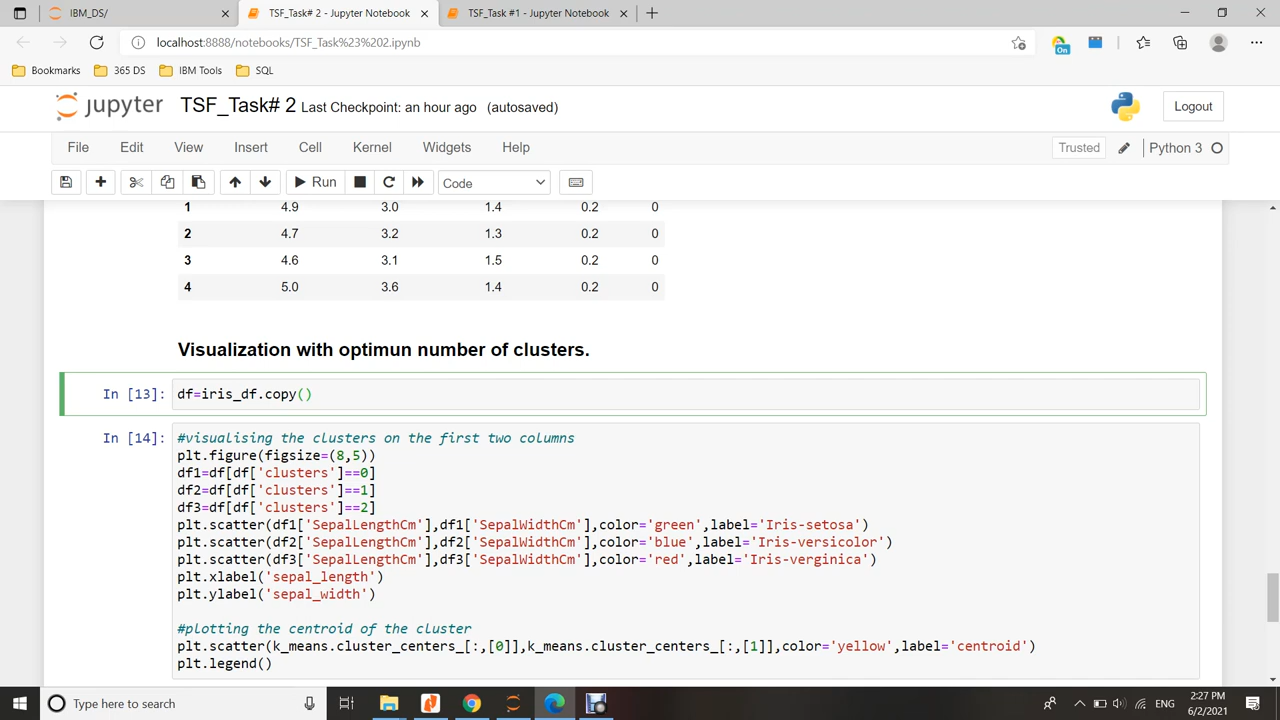 IBM_DS/
TSF_Task# 2 - Jupyter Notebook
TSF_Task #1 - Jupyter Notebook
localhost:8888/notebooks/TSF_Task%23%202.ipynb
On
Bookmarks
365 DS
IBM Tools
SQL
jupyter
TSF_Task# 2
Last Checkpoint: an hour ago
(autosaved)
Logout
File
Edit
View
Insert
Cell
Kernel
Widgets
Help
Trusted
Python 3
Run
Code
1 4.9 3.0 1.4 0.2 0
2 4.7 3.2 1.3 0.2 0
3 4.6 3.1 1.5 0.2 0
4 5.0 3.6 1.4 0.2 0
Visualization with optimun number of clusters.
In [13]: df=iris_df.copy()
In [14]: #visualising the clusters on the first two columns
plt.figure(figsize=(8,5))
df1=df[df['clusters']==0]
df2=df[df['clusters']==1]
df3=df[df['clusters']==2]
plt.scatter(df1['SepalLengthCm'],df1['SepalWidthCm'],color='green',label='Iris-setosa')
plt.scatter(df2['SepalLengthCm'],df2['SepalWidthCm'],color='blue',label='Iris-versicolor')
plt.scatter(df3['SepalLengthCm'],df3['SepalWidthCm'],color='red',label='Iris-verginica')
plt.xlabel('sepal_length')
plt.ylabel('sepal_width')
#plotting the centroid of the cluster
plt.scatter(k_means.cluster_centers_[:,[0]],k_means.cluster_centers_[:,[1]],color='yellow',label='centroid')
plt.legend()
Type here to search
ENG
2:27 PM
6/2/2021